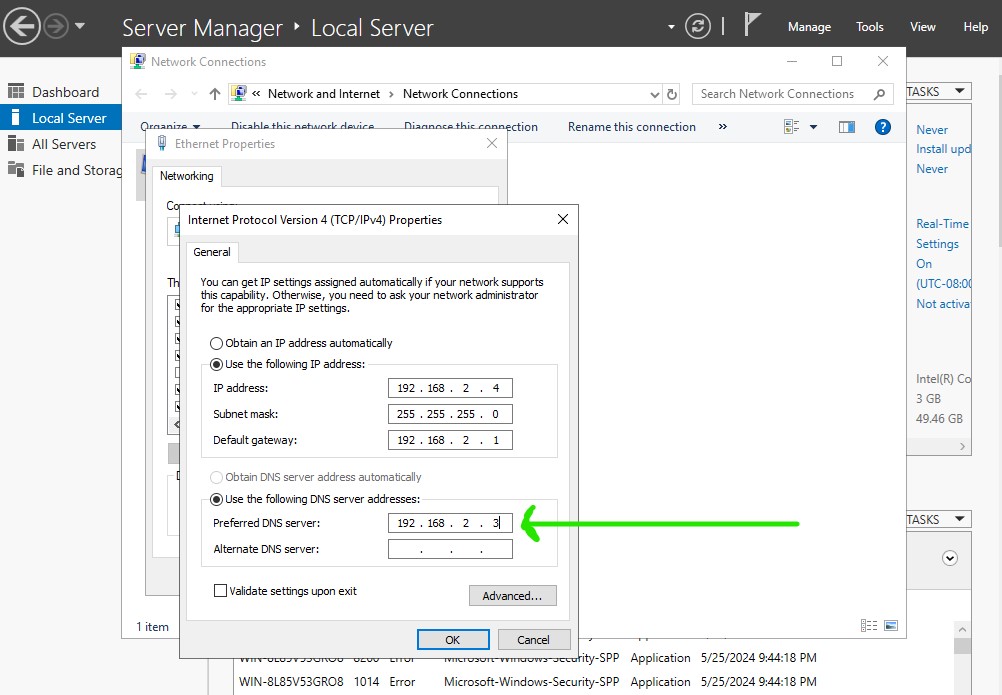 Server Manager ‣ Local Server
Manage Tools View Help
Dashboard
Local Server
All Servers
File and Storag
Network Connections
« Network and Internet › Network Connections
Search Network Connections
Organize Disable this network device Diagnose this connection Rename this connection »
Ethernet Properties
Networking
Internet Protocol Version 4 (TCP/IPv4) Properties
General
You can get IP settings assigned automatically if your network supports
this capability. Otherwise, you need to ask your network administrator
for the appropriate IP settings.
Obtain an IP address automatically
Use the following IP address:
IP address: 192 . 168 . 2 . 4
Subnet mask: 255 . 255 . 255 . 0
Default gateway: 192 . 168 . 2 . 1
Obtain DNS server address automatically
Use the following DNS server addresses:
Preferred DNS server: 192 . 168 . 2 . 3
Alternate DNS server: . . .
Validate settings upon exit
Advanced...
OK Cancel
1 item
TASKS
Never
Install upd
Never
Real-Time
Settings
On
(UTC-08:00
Not activa
Intel(R) Co
3 GB
49.46 GB
TASKS
WIN-8L85V53GRO8 8200 Error Microsoft-Windows-Security-SPP Application 5/25/2024 9:44:18 PM
WIN-8L85V53GRO8 1014 Error Microsoft-Windows-Security-SPP Application 5/25/2024 9:44:18 PM